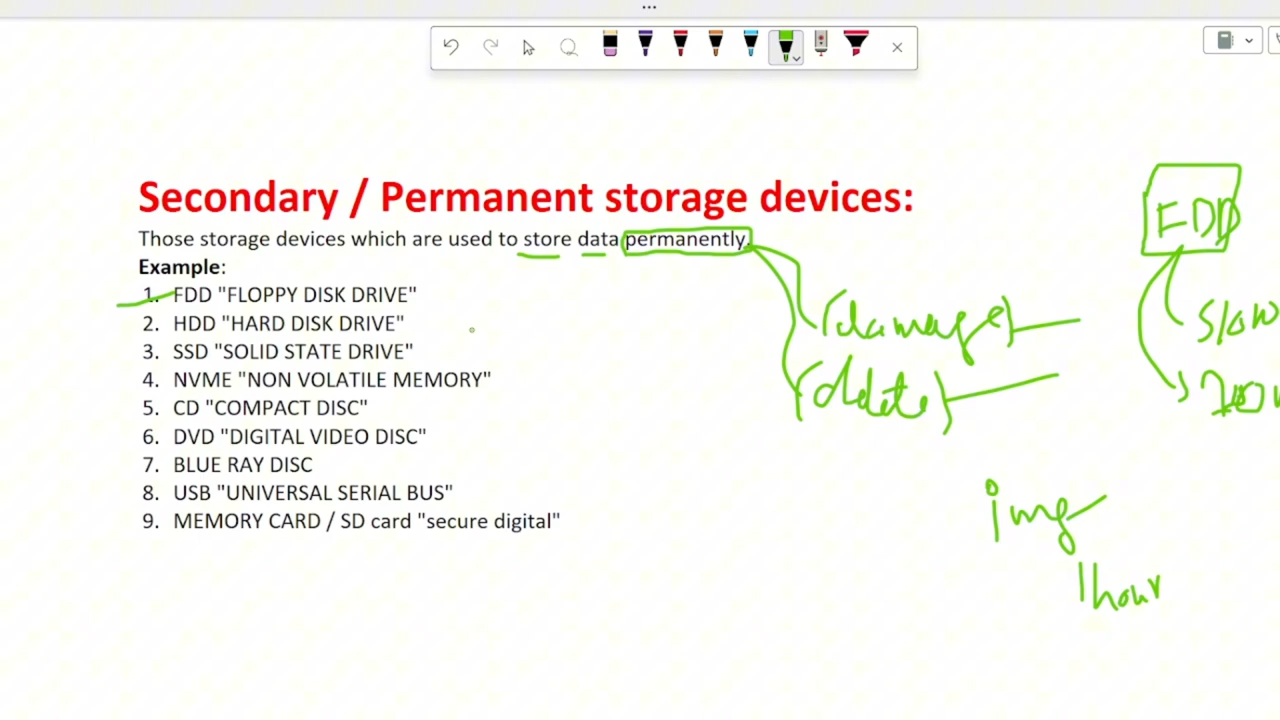 Secondary / Permanent storage devices:
Those storage devices which are used to store data permanently.
Example:
1. FDD "FLOPPY DISK DRIVE"
2. HDD "HARD DISK DRIVE"
3. SSD "SOLID STATE DRIVE"
4. NVME "NON VOLATILE MEMORY"
5. CD "COMPACT DISC"
6. DVD "DIGITAL VIDEO DISC"
7. BLUE RAY DISC
8. USB "UNIVERSAL SERIAL BUS"
9. MEMORY CARD / SD card "secure digital"
FDD
damage
slow
img
1hour